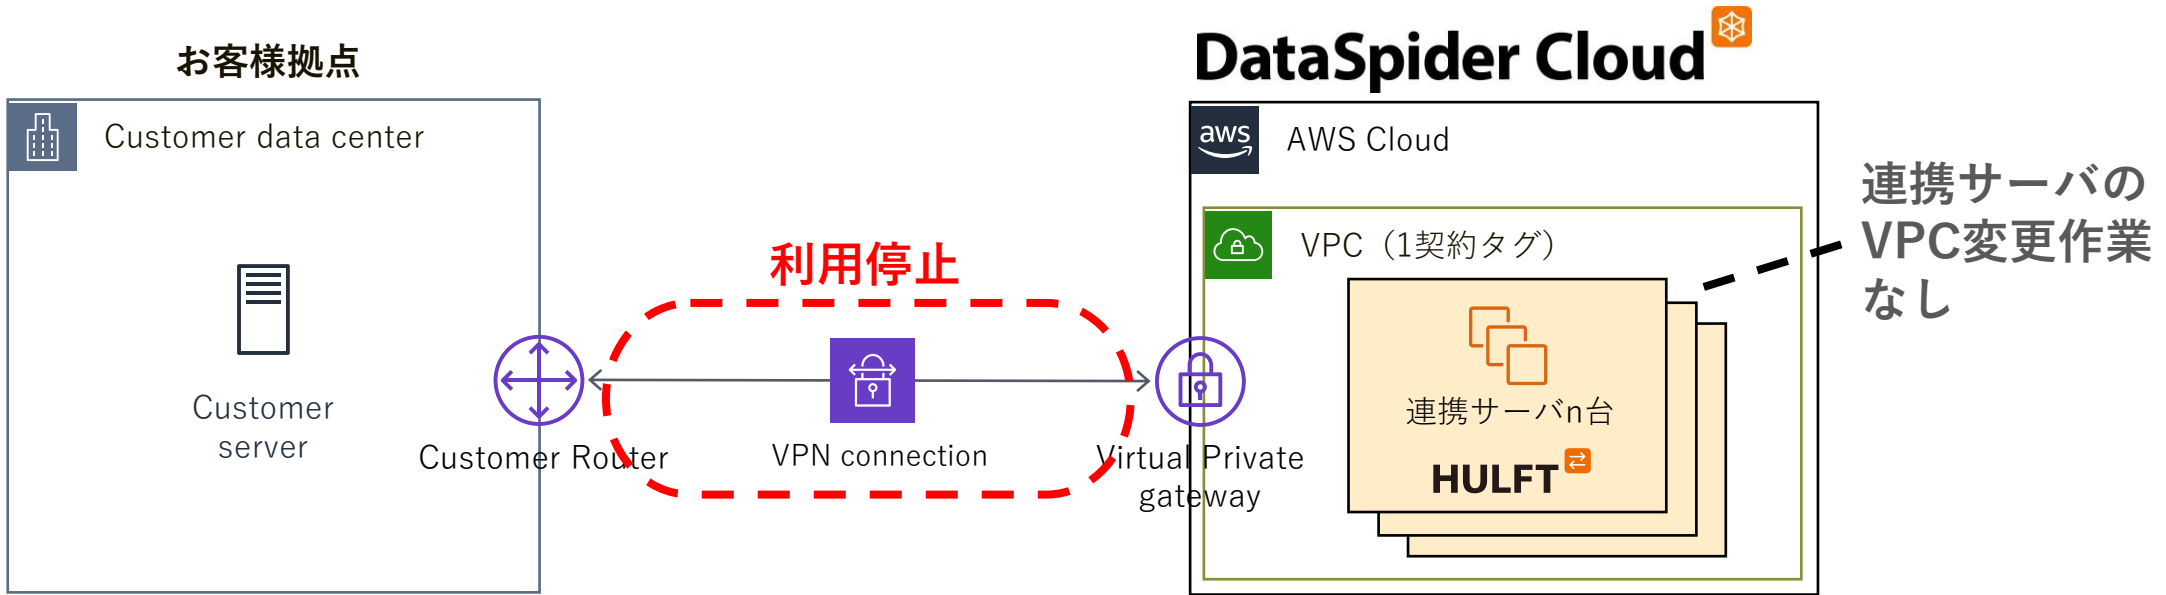 お客様拠点
DataSpider Cloud
Customer data center
aws
AWS Cloud
連携サーバの
VPC変更作業
なし
VPC（1契約タグ）
利用停止
Customer
server
Customer Router
VPN connection
Virtual Private
gateway
連携サーバn台
HULFT